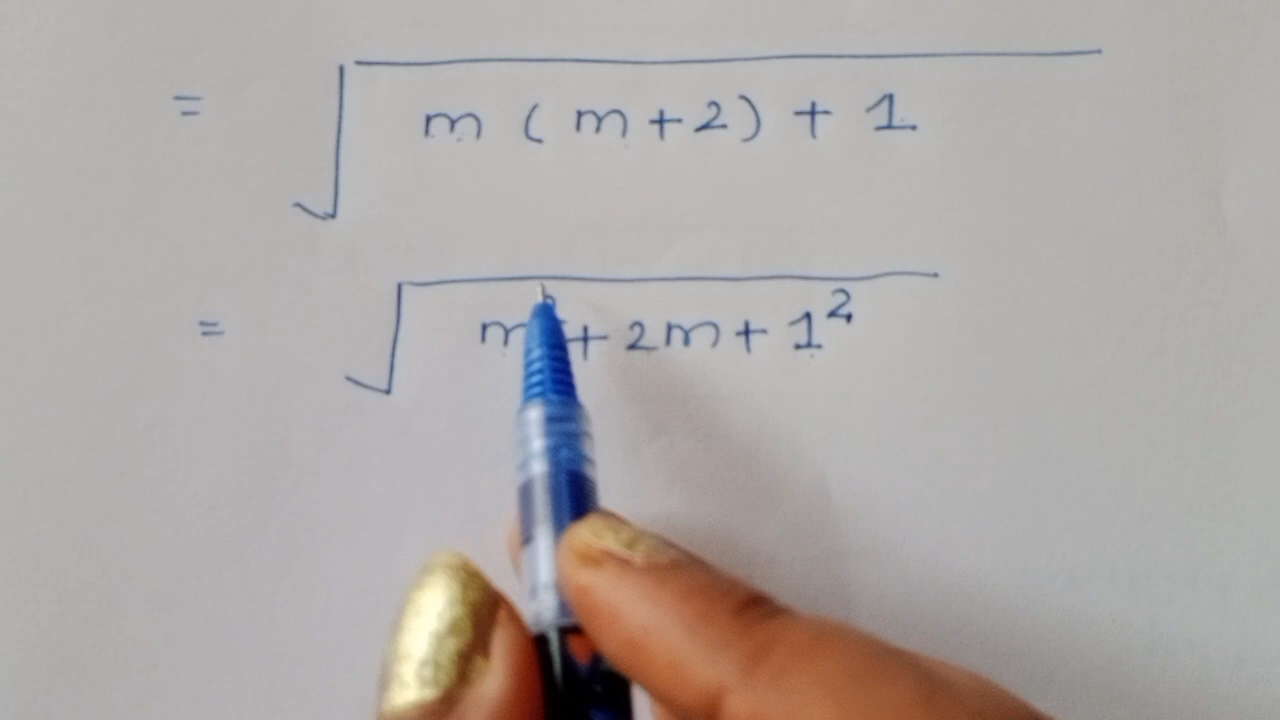 = √ m ( m + 2 ) + 1
= √ m + 2m + 1²